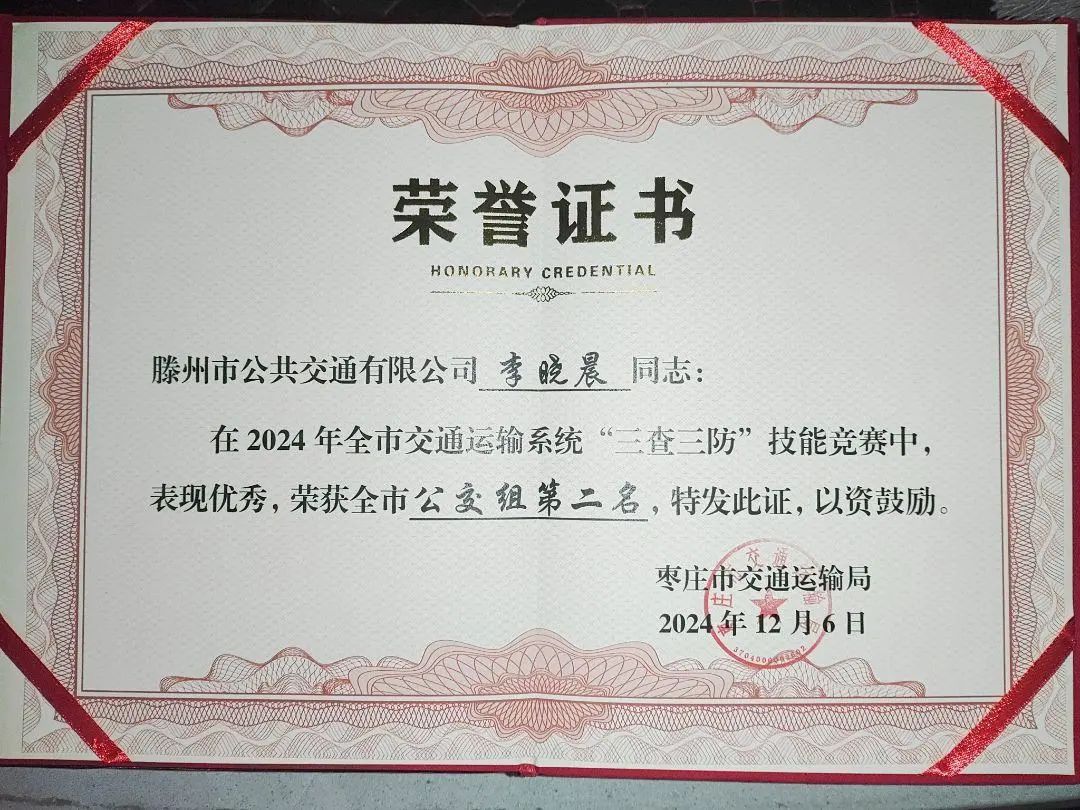 荣誉证书
HONORARY CREDENTIAL
滕州市公共交通有限公司 李晓晨 同志：
在2024年全市交通运输系统“三查三防”技能竞赛中，
表现优秀，荣获全市公交组第二名，特发此证，以资鼓励。
枣庄市交通运输局
2024年12月6日